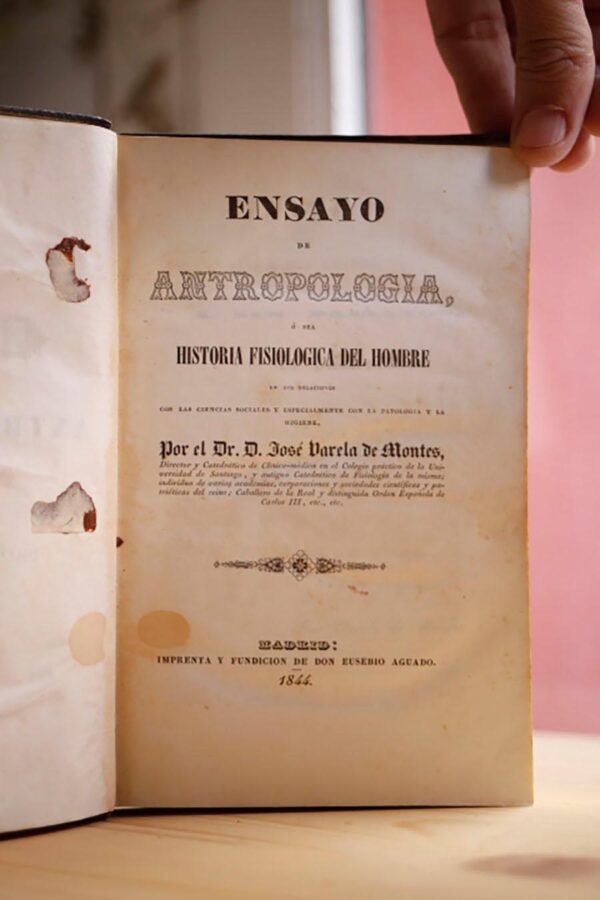 ENSAYO
DE
ANTROPOLOGIA,
Ó SEA
HISTORIA FISIOLOGICA DEL HOMBRE
EN SUS RELACIONES
CON LAS CIENCIAS SOCIALES Y ESPECIALMENTE CON LA PATOLOGIA Y LA
HIGIENE,
Por el Dr. D. José Varela de Montes,
Director y Catedrático de Clínico-médica en el Colegio práctico de la Uni-
versidad de Santiago, y antiguo Catedrático de Fisiología de la misma;
individuo de varias academias, corporaciones y sociedades científicas y pa-
trióticas del reino; Caballero de la Real y distinguida Orden Española de
Carlos III, etc., etc.
MADRID:
IMPRENTA Y FUNDICION DE DON EUSEBIO AGUADO.
1844.